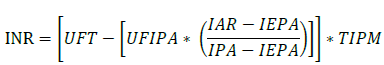 INR = [UFT − [UFIPA * (IAR − IEPA / IPA − IEPA)]] * TIPM